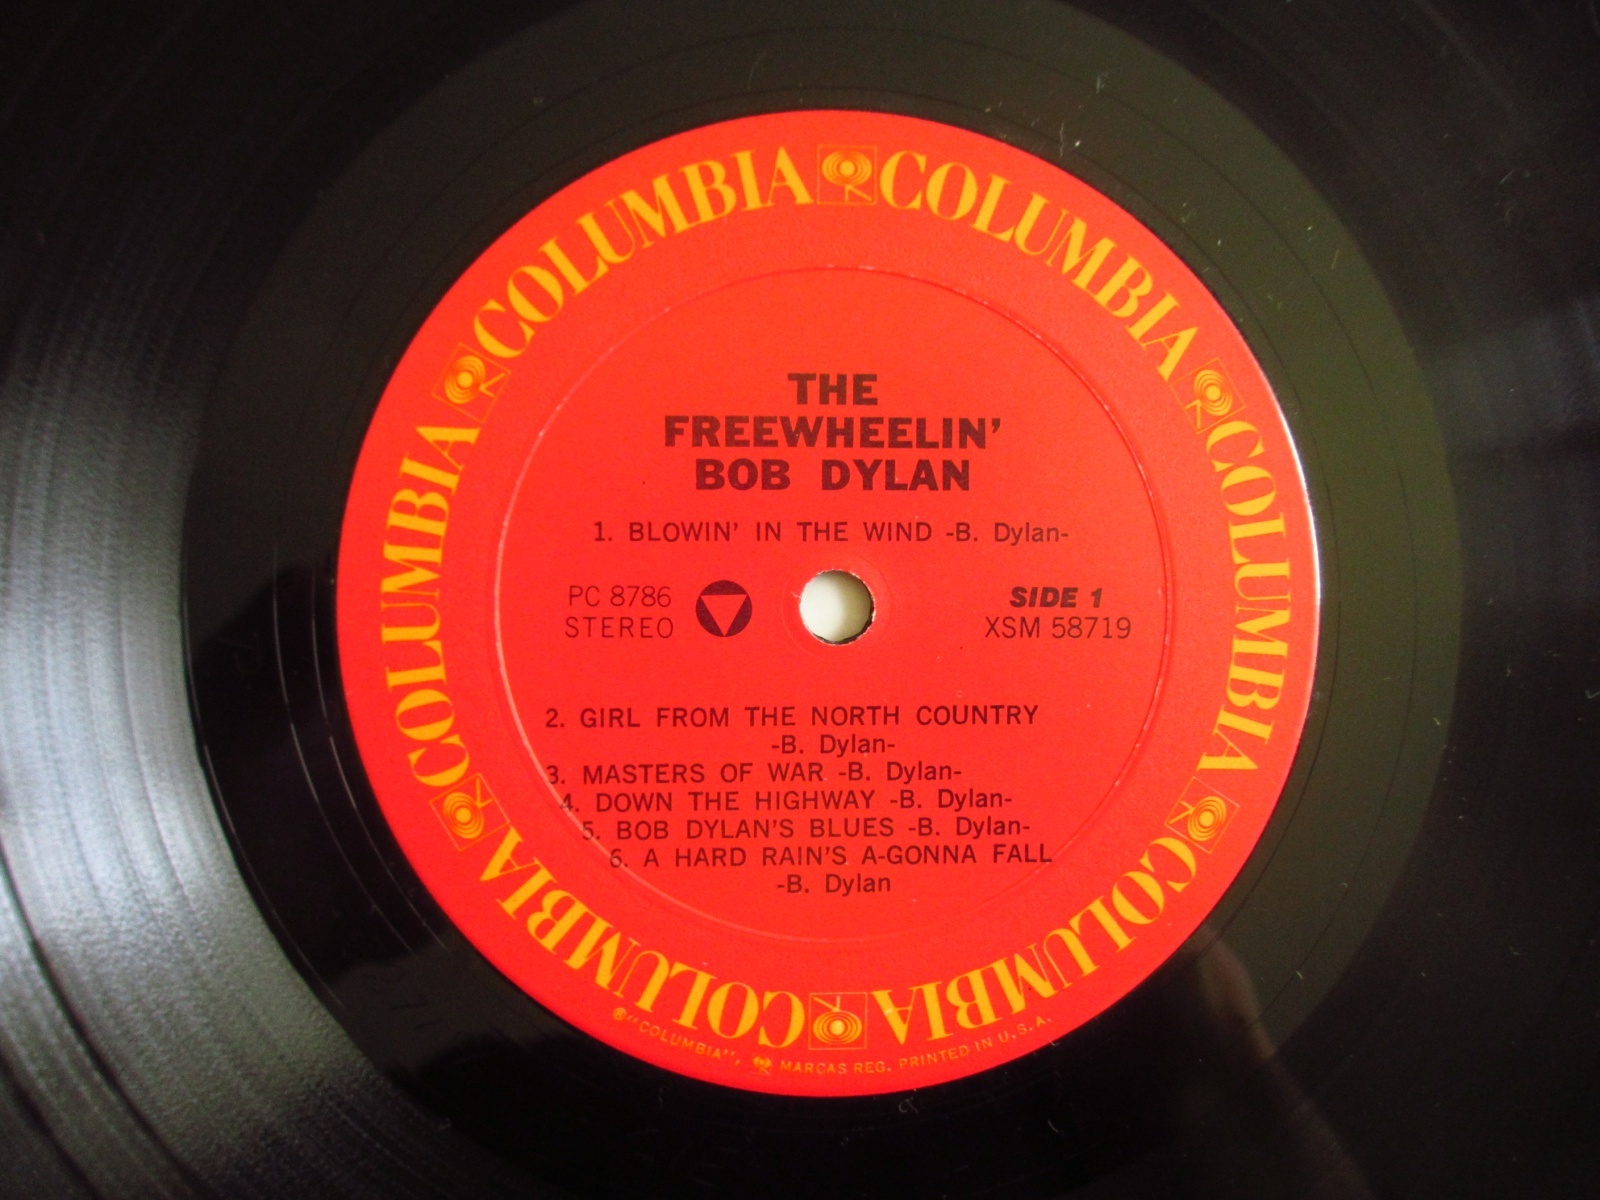 COLUMBIA COLUMBIA COLUMBIA COLUMBIA COLUMBIA COLUMBIA
THE
FREEWHEELIN'
BOB DYLAN
1. BLOWIN' IN THE WIND -B. Dylan-
PC 8786
STEREO
SIDE 1
XSM 58719
2. GIRL FROM THE NORTH COUNTRY
-B. Dylan-
3. MASTERS OF WAR -B. Dylan-
4. DOWN THE HIGHWAY -B. Dylan-
5. BOB DYLAN'S BLUES -B. Dylan-
6. A HARD RAIN'S A-GONNA FALL
-B. Dylan
®"COLUMBIA", MARCAS REG. PRINTED IN U.S.A.